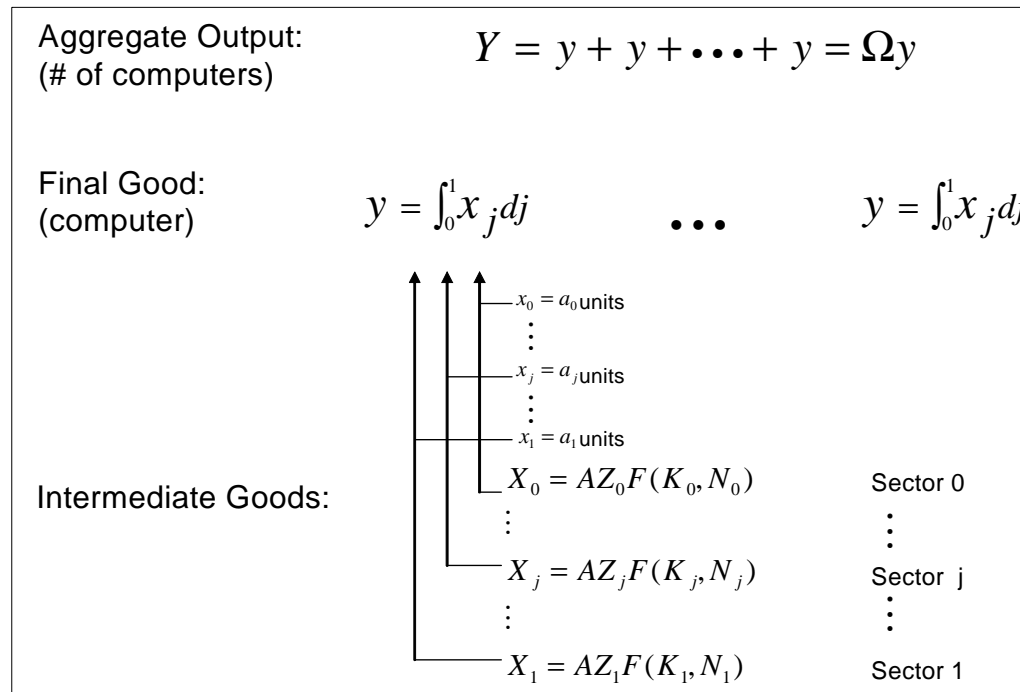 Aggregate Output: Y = y + y + ••• + y = Ωy
(# of computers)
Final Good: y = ∫₀¹ x_j dj ••• y = ∫₀¹ x_j dj
(computer)
x₀ = a₀ units
⋮
x_j = a_j units
⋮
x₁ = a₁ units
Intermediate Goods: X₀ = AZ₀F(K₀, N₀) Sector 0
⋮ ⋮
X_j = AZ_jF(K_j, N_j) Sector j
⋮ ⋮
X₁ = AZ₁F(K₁, N₁) Sector 1